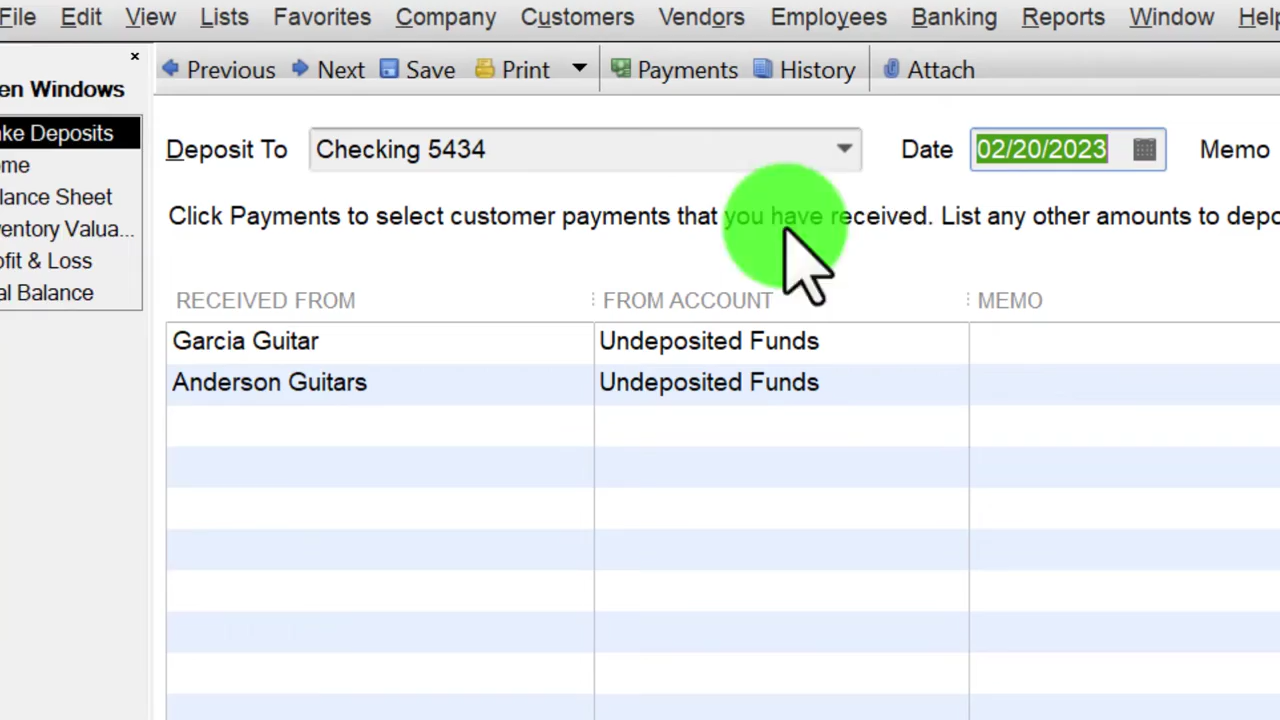 File Edit View Lists Favorites Company Customers Vendors Employees Banking Reports Window Help
×
en Windows
ke Deposits
me
lance Sheet
entory Valua...
ofit & Loss
al Balance
Previous Next Save Print Payments History Attach
Deposit To Checking 5434 Date 02/20/2023 Memo
Click Payments to select customer payments that you have received. List any other amounts to depo
RECEIVED FROM FROM ACCOUNT MEMO
Garcia Guitar Undeposited Funds
Anderson Guitars Undeposited Funds